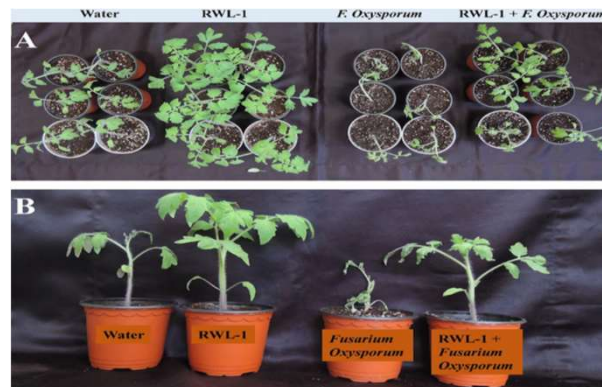 Water RWL-1 F. Oxysporum RWL-1 + F. Oxysporum
A
B
Water
RWL-1
Fusarium
Oxysporum
RWL-1 +
Fusarium
Oxysporum